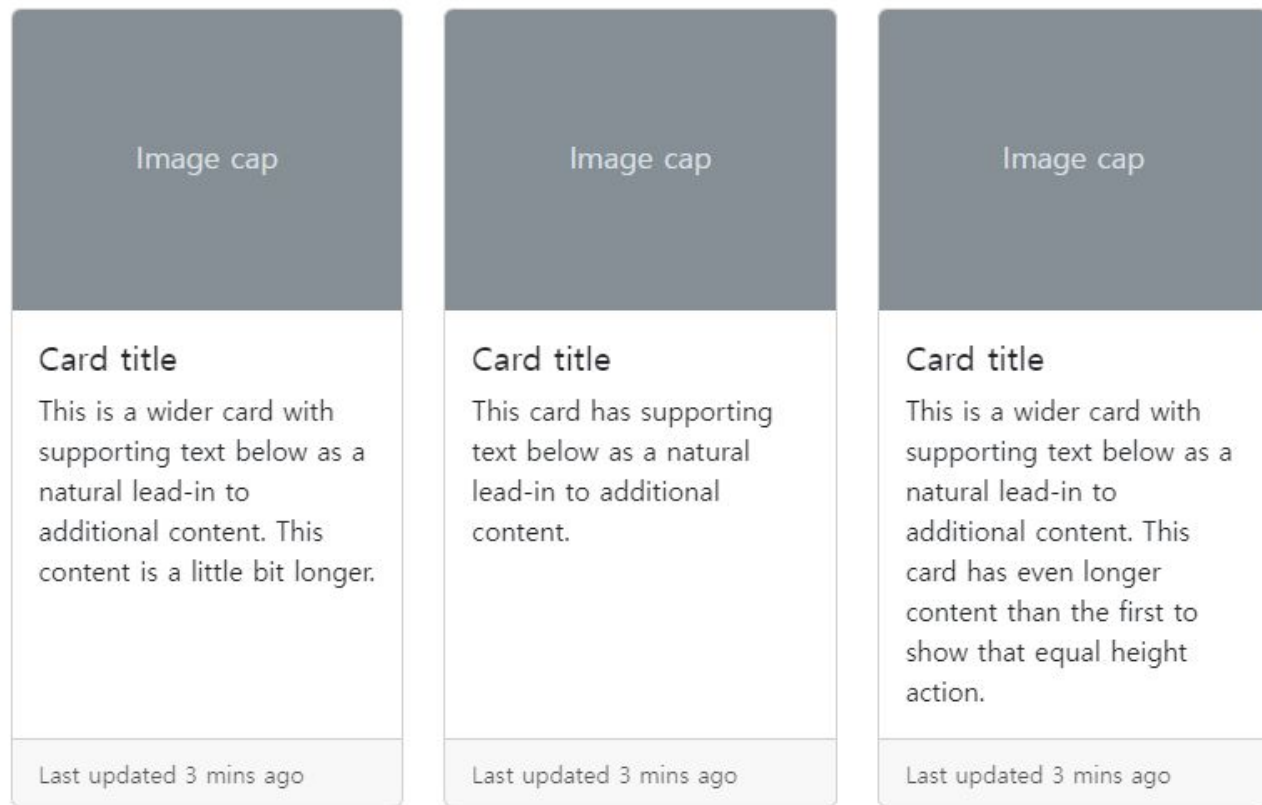 Image cap
Card title
This is a wider card with
supporting text below as a
natural lead-in to
additional content. This
content is a little bit longer.
Last updated 3 mins ago
Image cap
Card title
This card has supporting
text below as a natural
lead-in to additional
content.
Last updated 3 mins ago
Image cap
Card title
This is a wider card with
supporting text below as a
natural lead-in to
additional content. This
card has even longer
content than the first to
show that equal height
action.
Last updated 3 mins ago